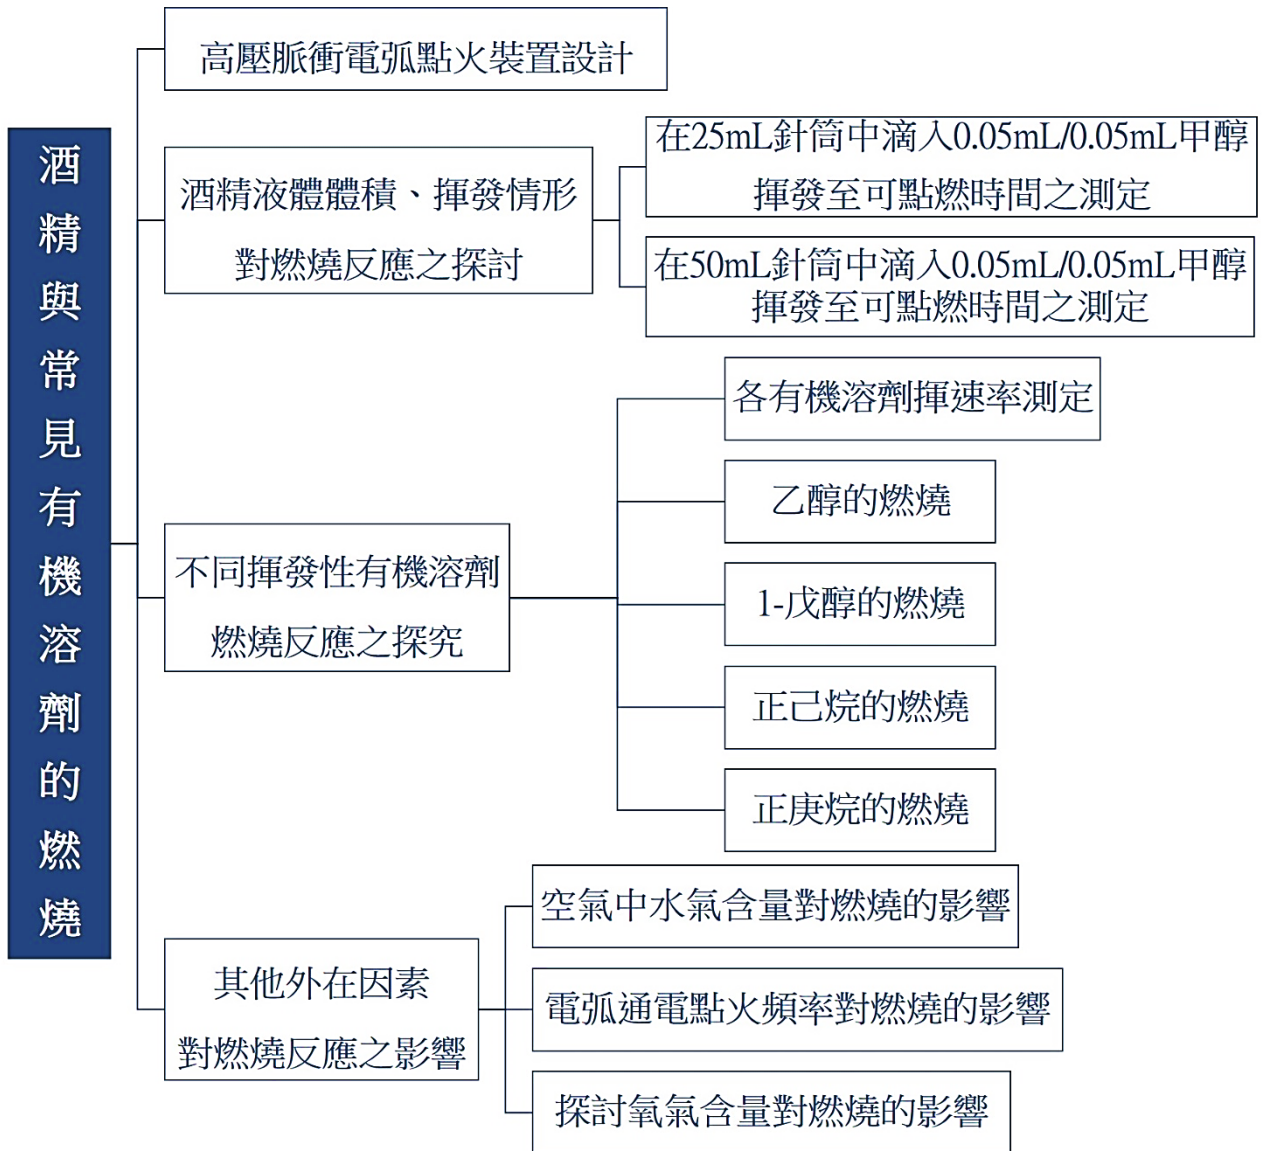 酒精與常見有機溶劑的燃燒
高壓脈衝電弧點火裝置設計
酒精液體體積、揮發情形
對燃燒反應之探討
在25mL針筒中滴入0.05mL/0.05mL甲醇
揮發至可點燃時間之測定
在50mL針筒中滴入0.05mL/0.05mL甲醇
揮發至可點燃時間之測定
不同揮發性有機溶劑
燃燒反應之探究
各有機溶劑揮速率測定
乙醇的燃燒
1-戊醇的燃燒
正己烷的燃燒
正庚烷的燃燒
其他外在因素
對燃燒反應之影響
空氣中水氣含量對燃燒的影響
電弧通電點火頻率對燃燒的影響
探討氧氣含量對燃燒的影響